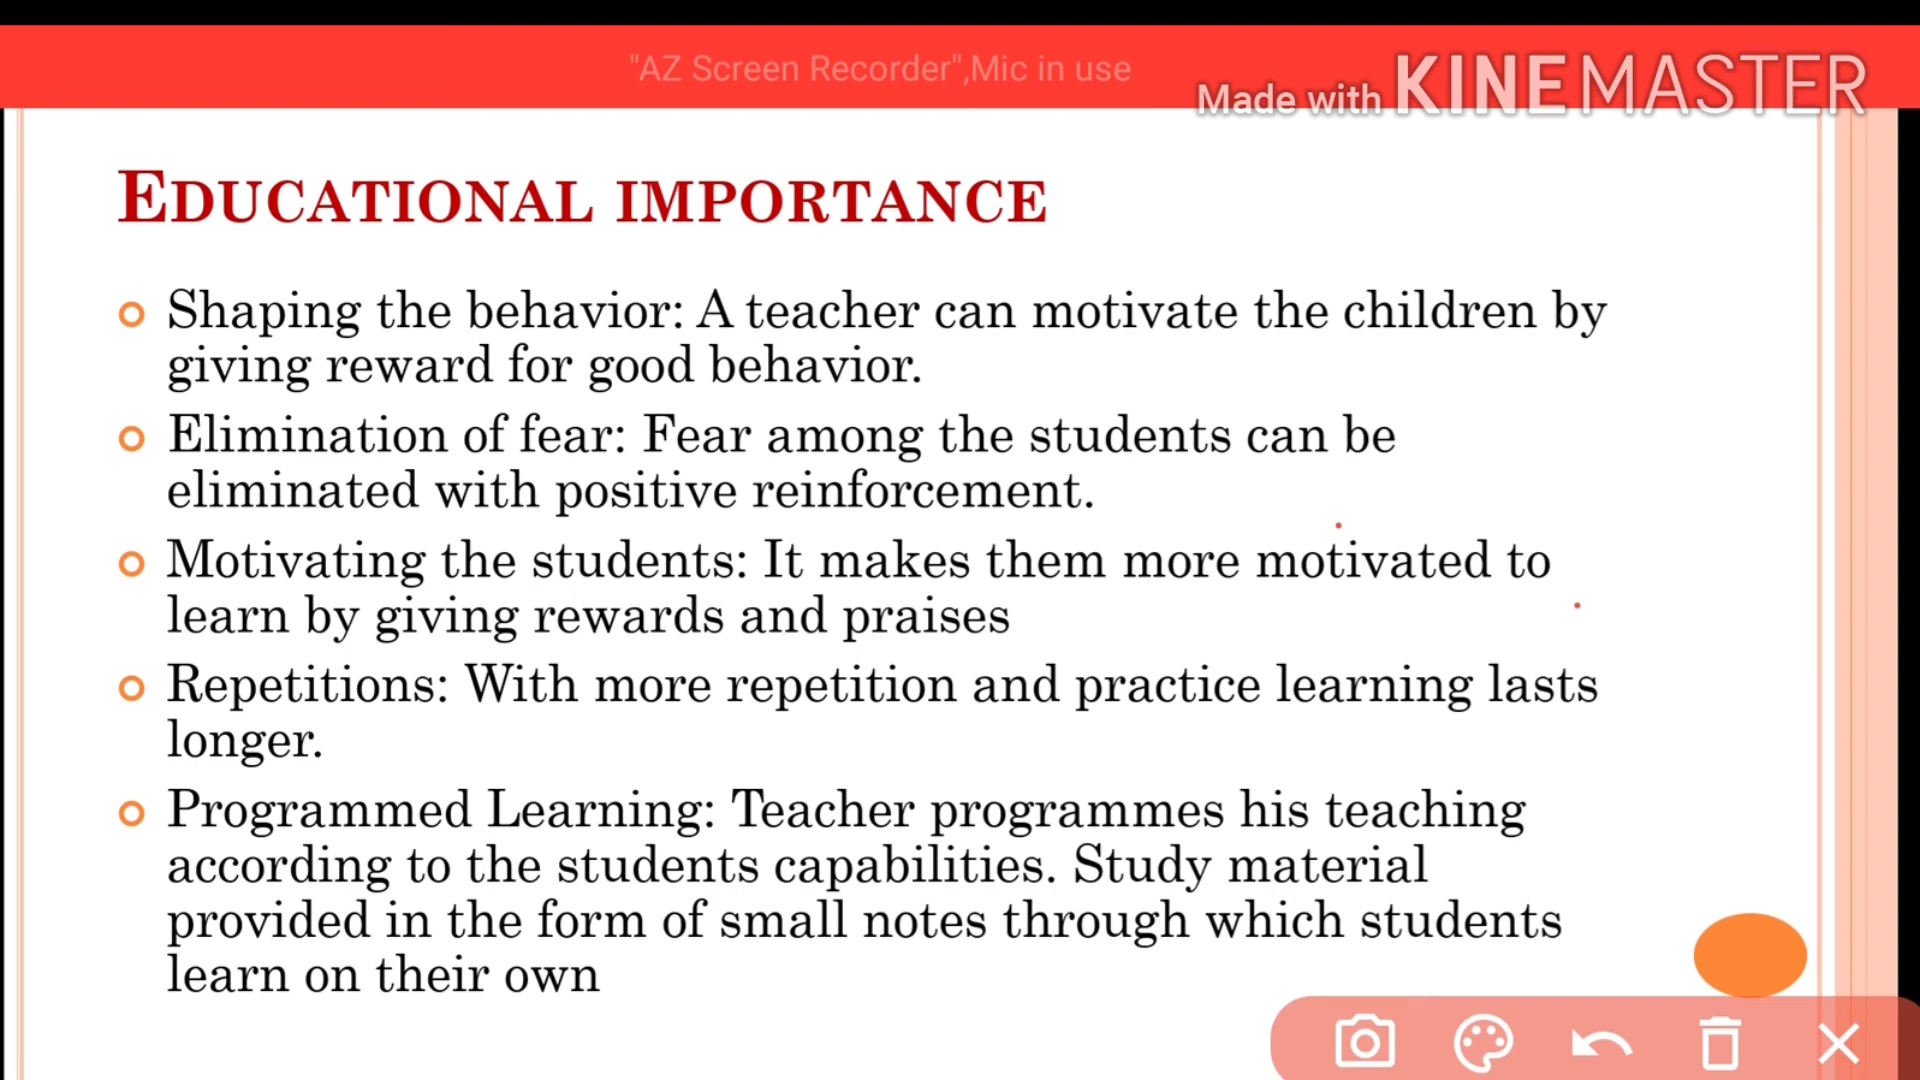 "AZ Screen Recorder",Mic in use
Made with KINEMASTER
EDUCATIONAL IMPORTANCE
Shaping the behavior: A teacher can motivate the children by
giving reward for good behavior.
Elimination of fear: Fear among the students can be
eliminated with positive reinforcement.
Motivating the students: It makes them more motivated to
learn by giving rewards and praises
Repetitions: With more repetition and practice learning lasts
longer.
Programmed Learning: Teacher programmes his teaching
according to the students capabilities. Study material
provided in the form of small notes through which students
learn on their own